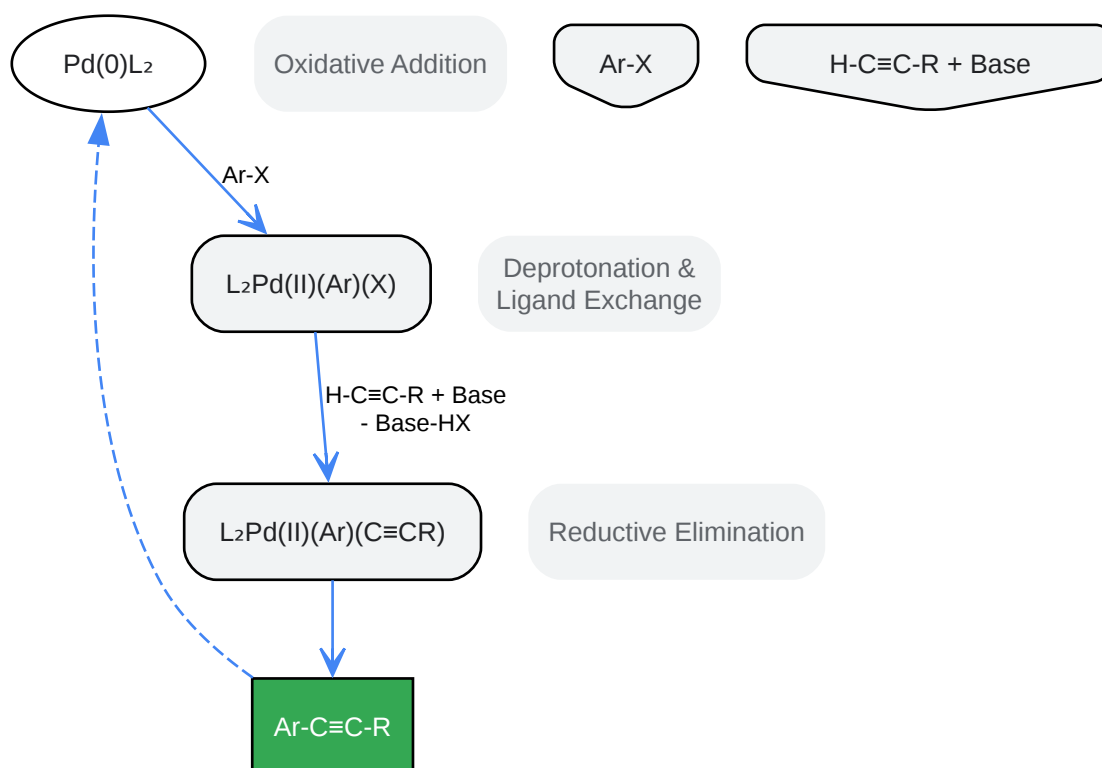 Pd(0)L₂
Oxidative Addition
Ar-X
H-C≡C-R + Base
Ar-X
L₂Pd(II)(Ar)(X)
Deprotonation &
Ligand Exchange
H-C≡C-R + Base
- Base-HX
L₂Pd(II)(Ar)(C≡CR)
Reductive Elimination
Ar-C≡C-R